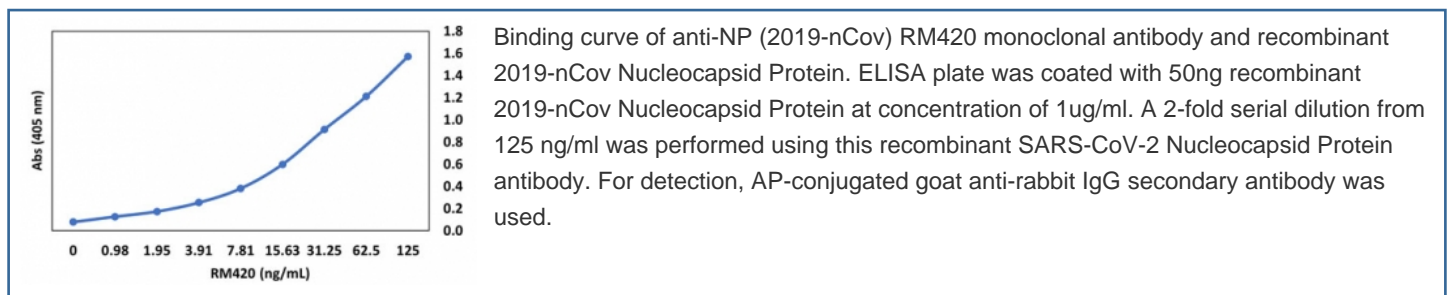 1.8
1.6
1.4
1.2
1.0
0.8
0.6
0.4
0.2
0.0
Abs (405 nm)
0 0.98 1.95 3.91 7.81 15.63 31.25 62.5 125
RM420 (ng/mL)
Binding curve of anti-NP (2019-nCov) RM420 monoclonal antibody and recombinant
2019-nCov Nucleocapsid Protein. ELISA plate was coated with 50ng recombinant
2019-nCov Nucleocapsid Protein at concentration of 1ug/ml. A 2-fold serial dilution from
125 ng/ml was performed using this recombinant SARS-CoV-2 Nucleocapsid Protein
antibody. For detection, AP-conjugated goat anti-rabbit IgG secondary antibody was
used.